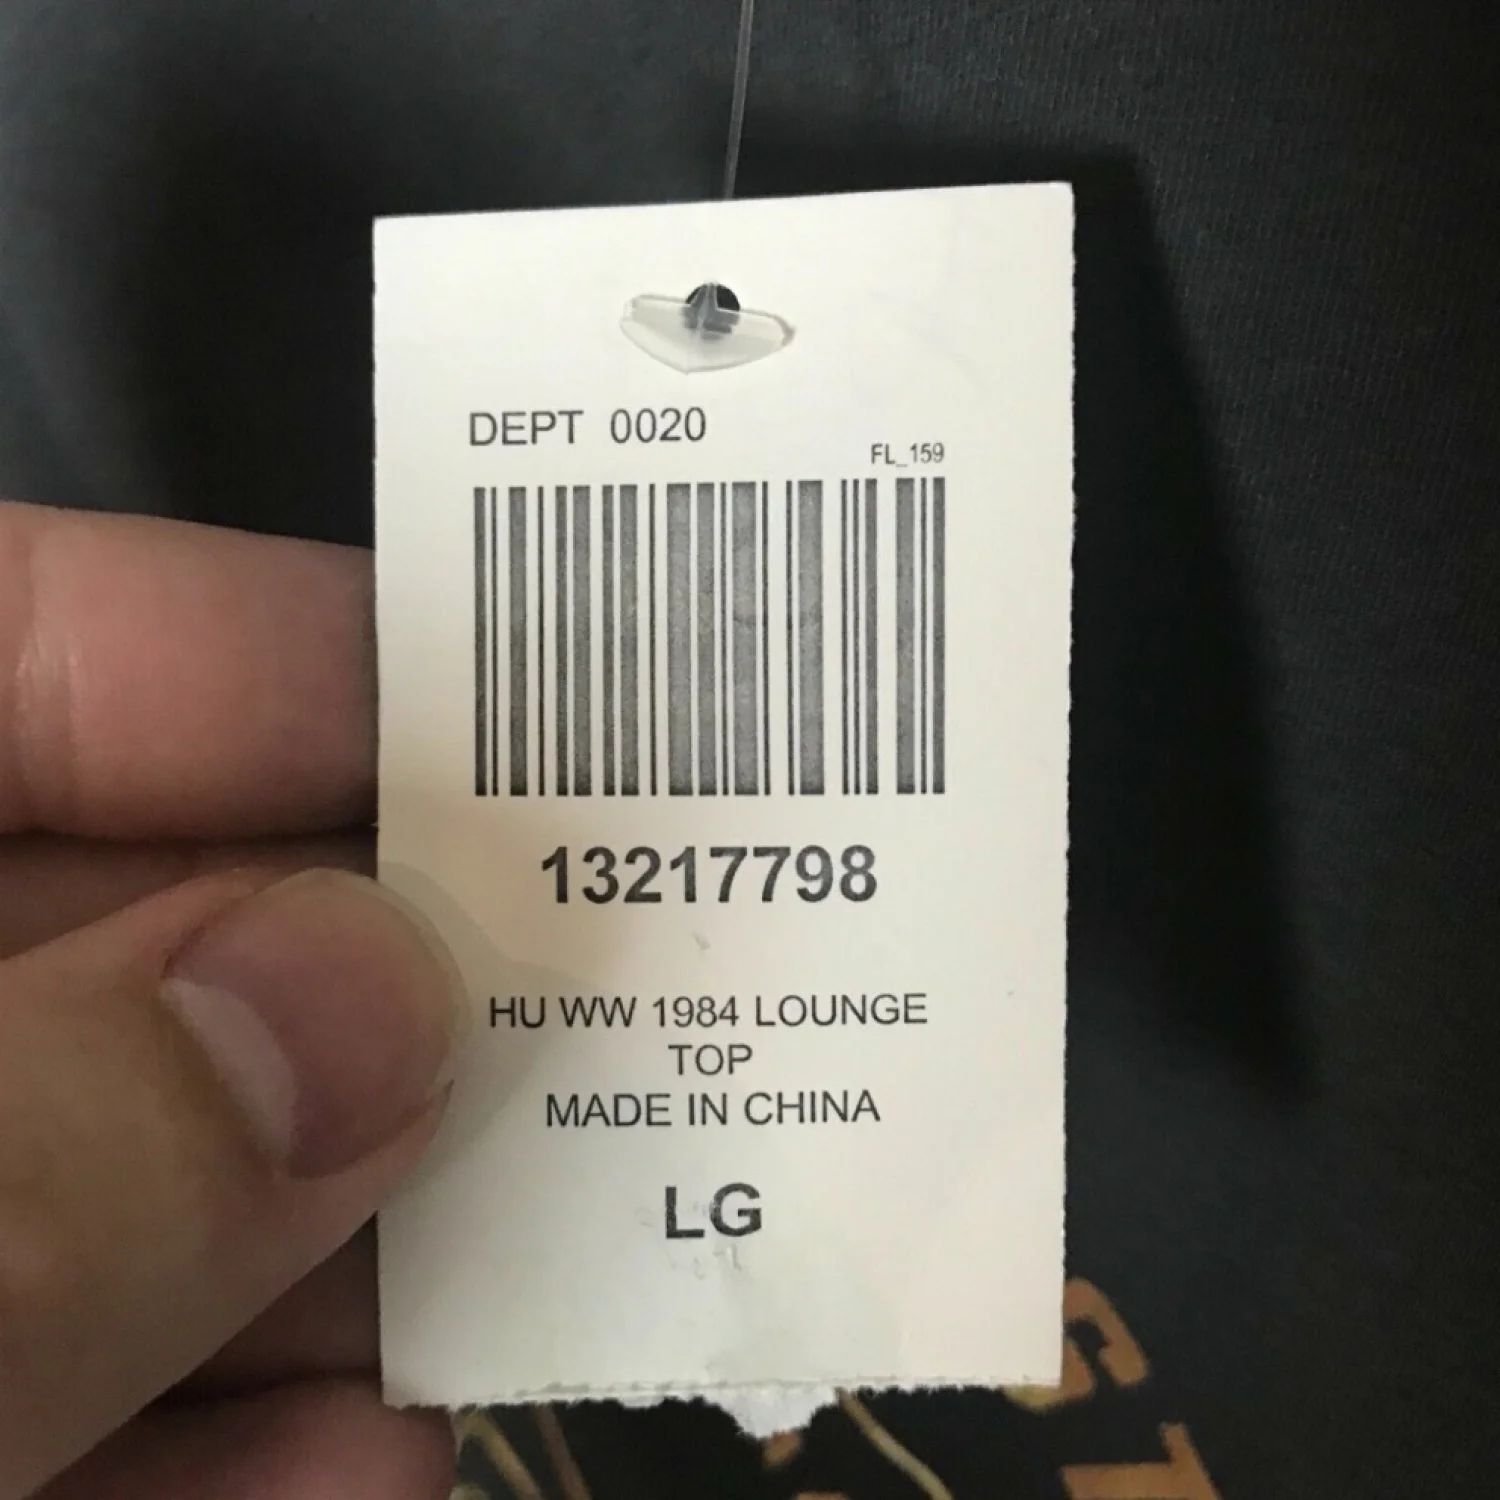 DEPT 0020
FL_159
13217798
HU WW 1984 LOUNGE
TOP
MADE IN CHINA
LG